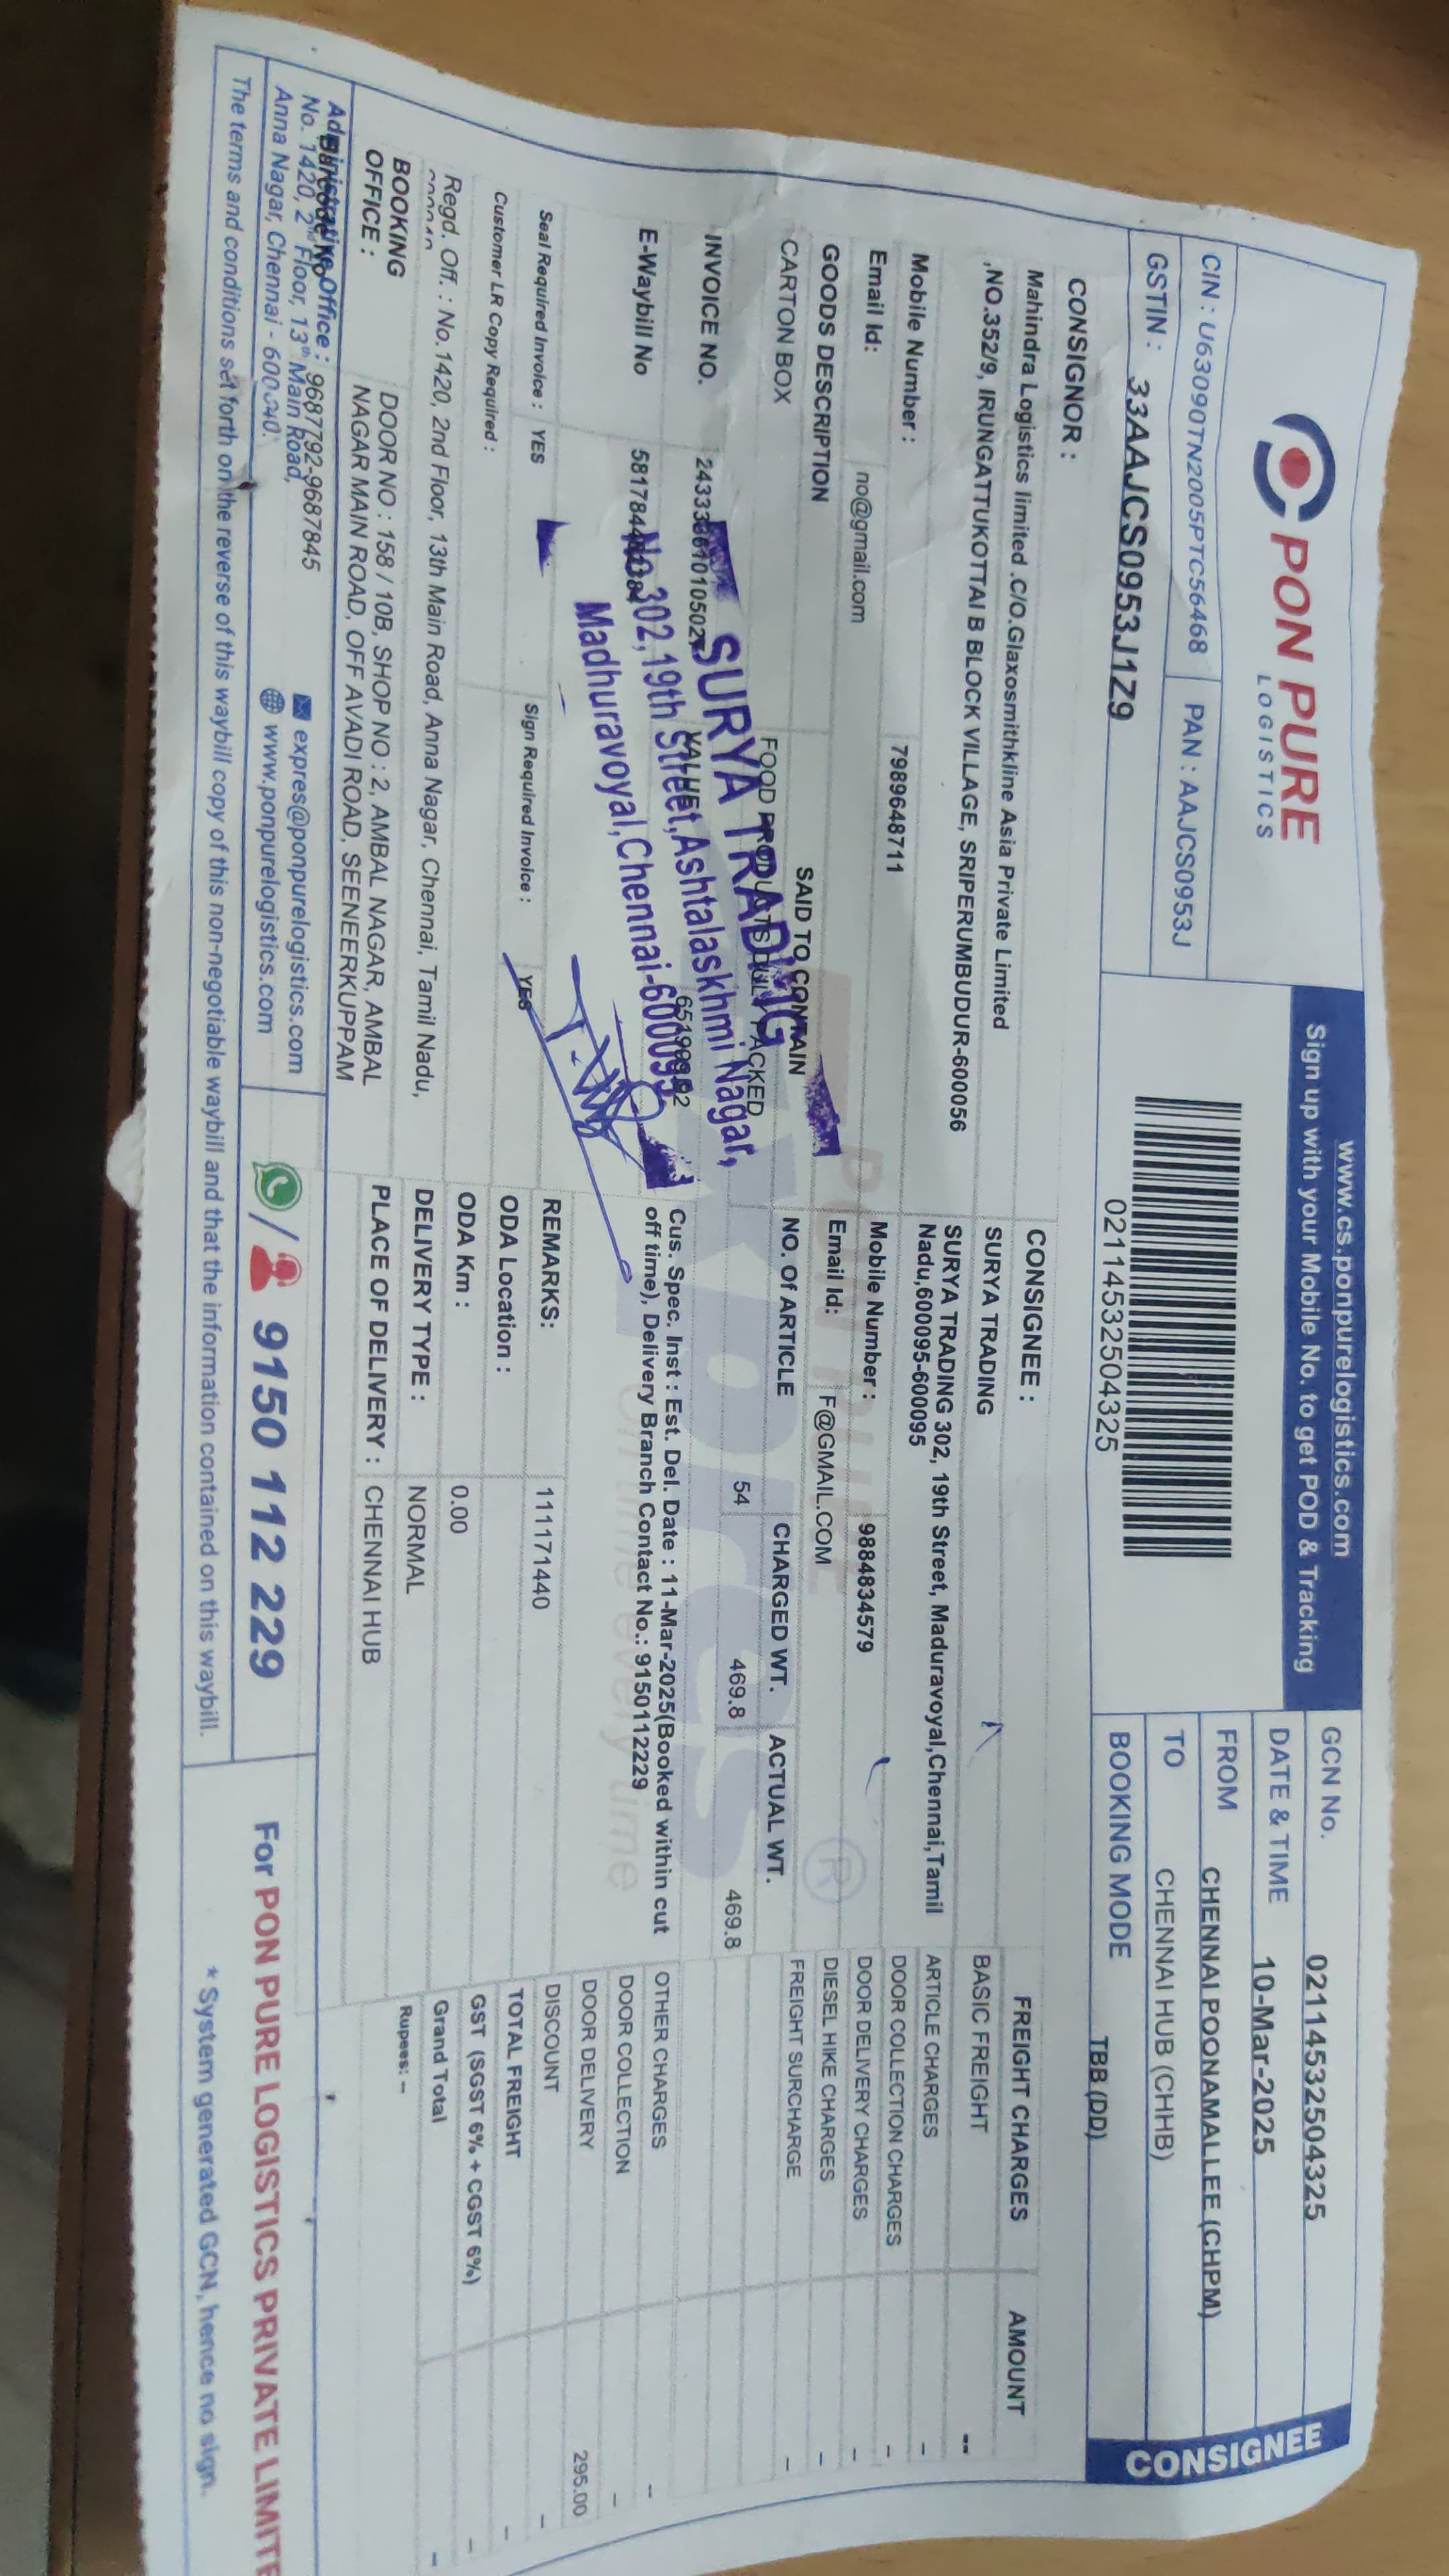 PON PURE
LOGISTICS
www.cs.ponpurelogistics.com
Sign up with your Mobile No. to get POD & Tracking
CIN : U63090TN2005PTC56468 PAN : AAJCS0953J
GSTIN : 33AAJCS0953J1Z9
02114532504325
GCN No. 02114532504325
DATE & TIME 10-Mar-2025
FROM CHENNAI POONAMALLEE (CHPM)
TO CHENNAI HUB (CHHB)
BOOKING MODE TBB (DD)
CONSIGNEE
CONSIGNOR :
Mahindra Logistics limited .C/O.Glaxosmithkline Asia Private Limited
,NO.352/9, IRUNGATTUKOTTAI B BLOCK VILLAGE, SRIPERUMBUDUR-600056
Mobile Number : 7989648711
Email Id: no@gmail.com
CONSIGNEE :
SURYA TRADING
SURYA TRADING 302, 19th Street, Maduravoyal,Chennai,Tamil
Nadu,600095-600095
Mobile Number : 9884834579
Email Id: F@GMAIL.COM
GOODS DESCRIPTION SAID TO CONTAIN
CARTON BOX FOOD PRODUCTS DULY PACKED
NO. Of ARTICLE CHARGED WT. ACTUAL WT.
54 469.8 469.8
INVOICE NO.
E-Waybill No
SURYA TRADING
No.302,19th Street,Ashtalaskhmi Nagar,
Madhuravoyal,Chennai-600095
Cus. Spec. Inst : Est. Del. Date : 11-Mar-2025(Booked within cut
off time), Delivery Branch Contact No.: 9150112229
Seal Required Invoice : YES Sign Required Invoice : YES
Customer LR Copy Required :
REMARKS: 111171440
ODA Location :
ODA Km : 0.00
DELIVERY TYPE : NORMAL
PLACE OF DELIVERY : CHENNAI HUB
Regd. Off. : No.1420, 2nd Floor, 13th Main Road, Anna Nagar, Chennai, Tamil Nadu,
BOOKING OFFICE : DOOR NO : 158 / 10B, SHOP NO : 2, AMBAL NAGAR, AMBAL
NAGAR MAIN ROAD, OFF AVADI ROAD, SEENEERKUPPAM
FREIGHT CHARGES AMOUNT
BASIC FREIGHT --
ARTICLE CHARGES -
DOOR COLLECTION CHARGES -
DOOR DELIVERY CHARGES -
DIESEL HIKE CHARGES -
FREIGHT SURCHARGE -
OTHER CHARGES -
DOOR COLLECTION -
DOOR DELIVERY 295.00
DISCOUNT -
TOTAL FREIGHT -
GST (SGST 6% + CGST 6%) -
Grand Total -
Rupees: -
Administrative Office : 9687792-9687845
No. 1420, 2nd Floor, 13th Main Road,
Anna Nagar, Chennai - 600 040.
expres@ponpurelogistics.com
www.ponpurelogistics.com
/ 9150 112 229
For PON PURE LOGISTICS PRIVATE LIMITE
The terms and conditions set forth on the reverse of this waybill copy of this non-negotiable waybill and that the information contained on this waybill.
* System generated GCN, hence no sign.